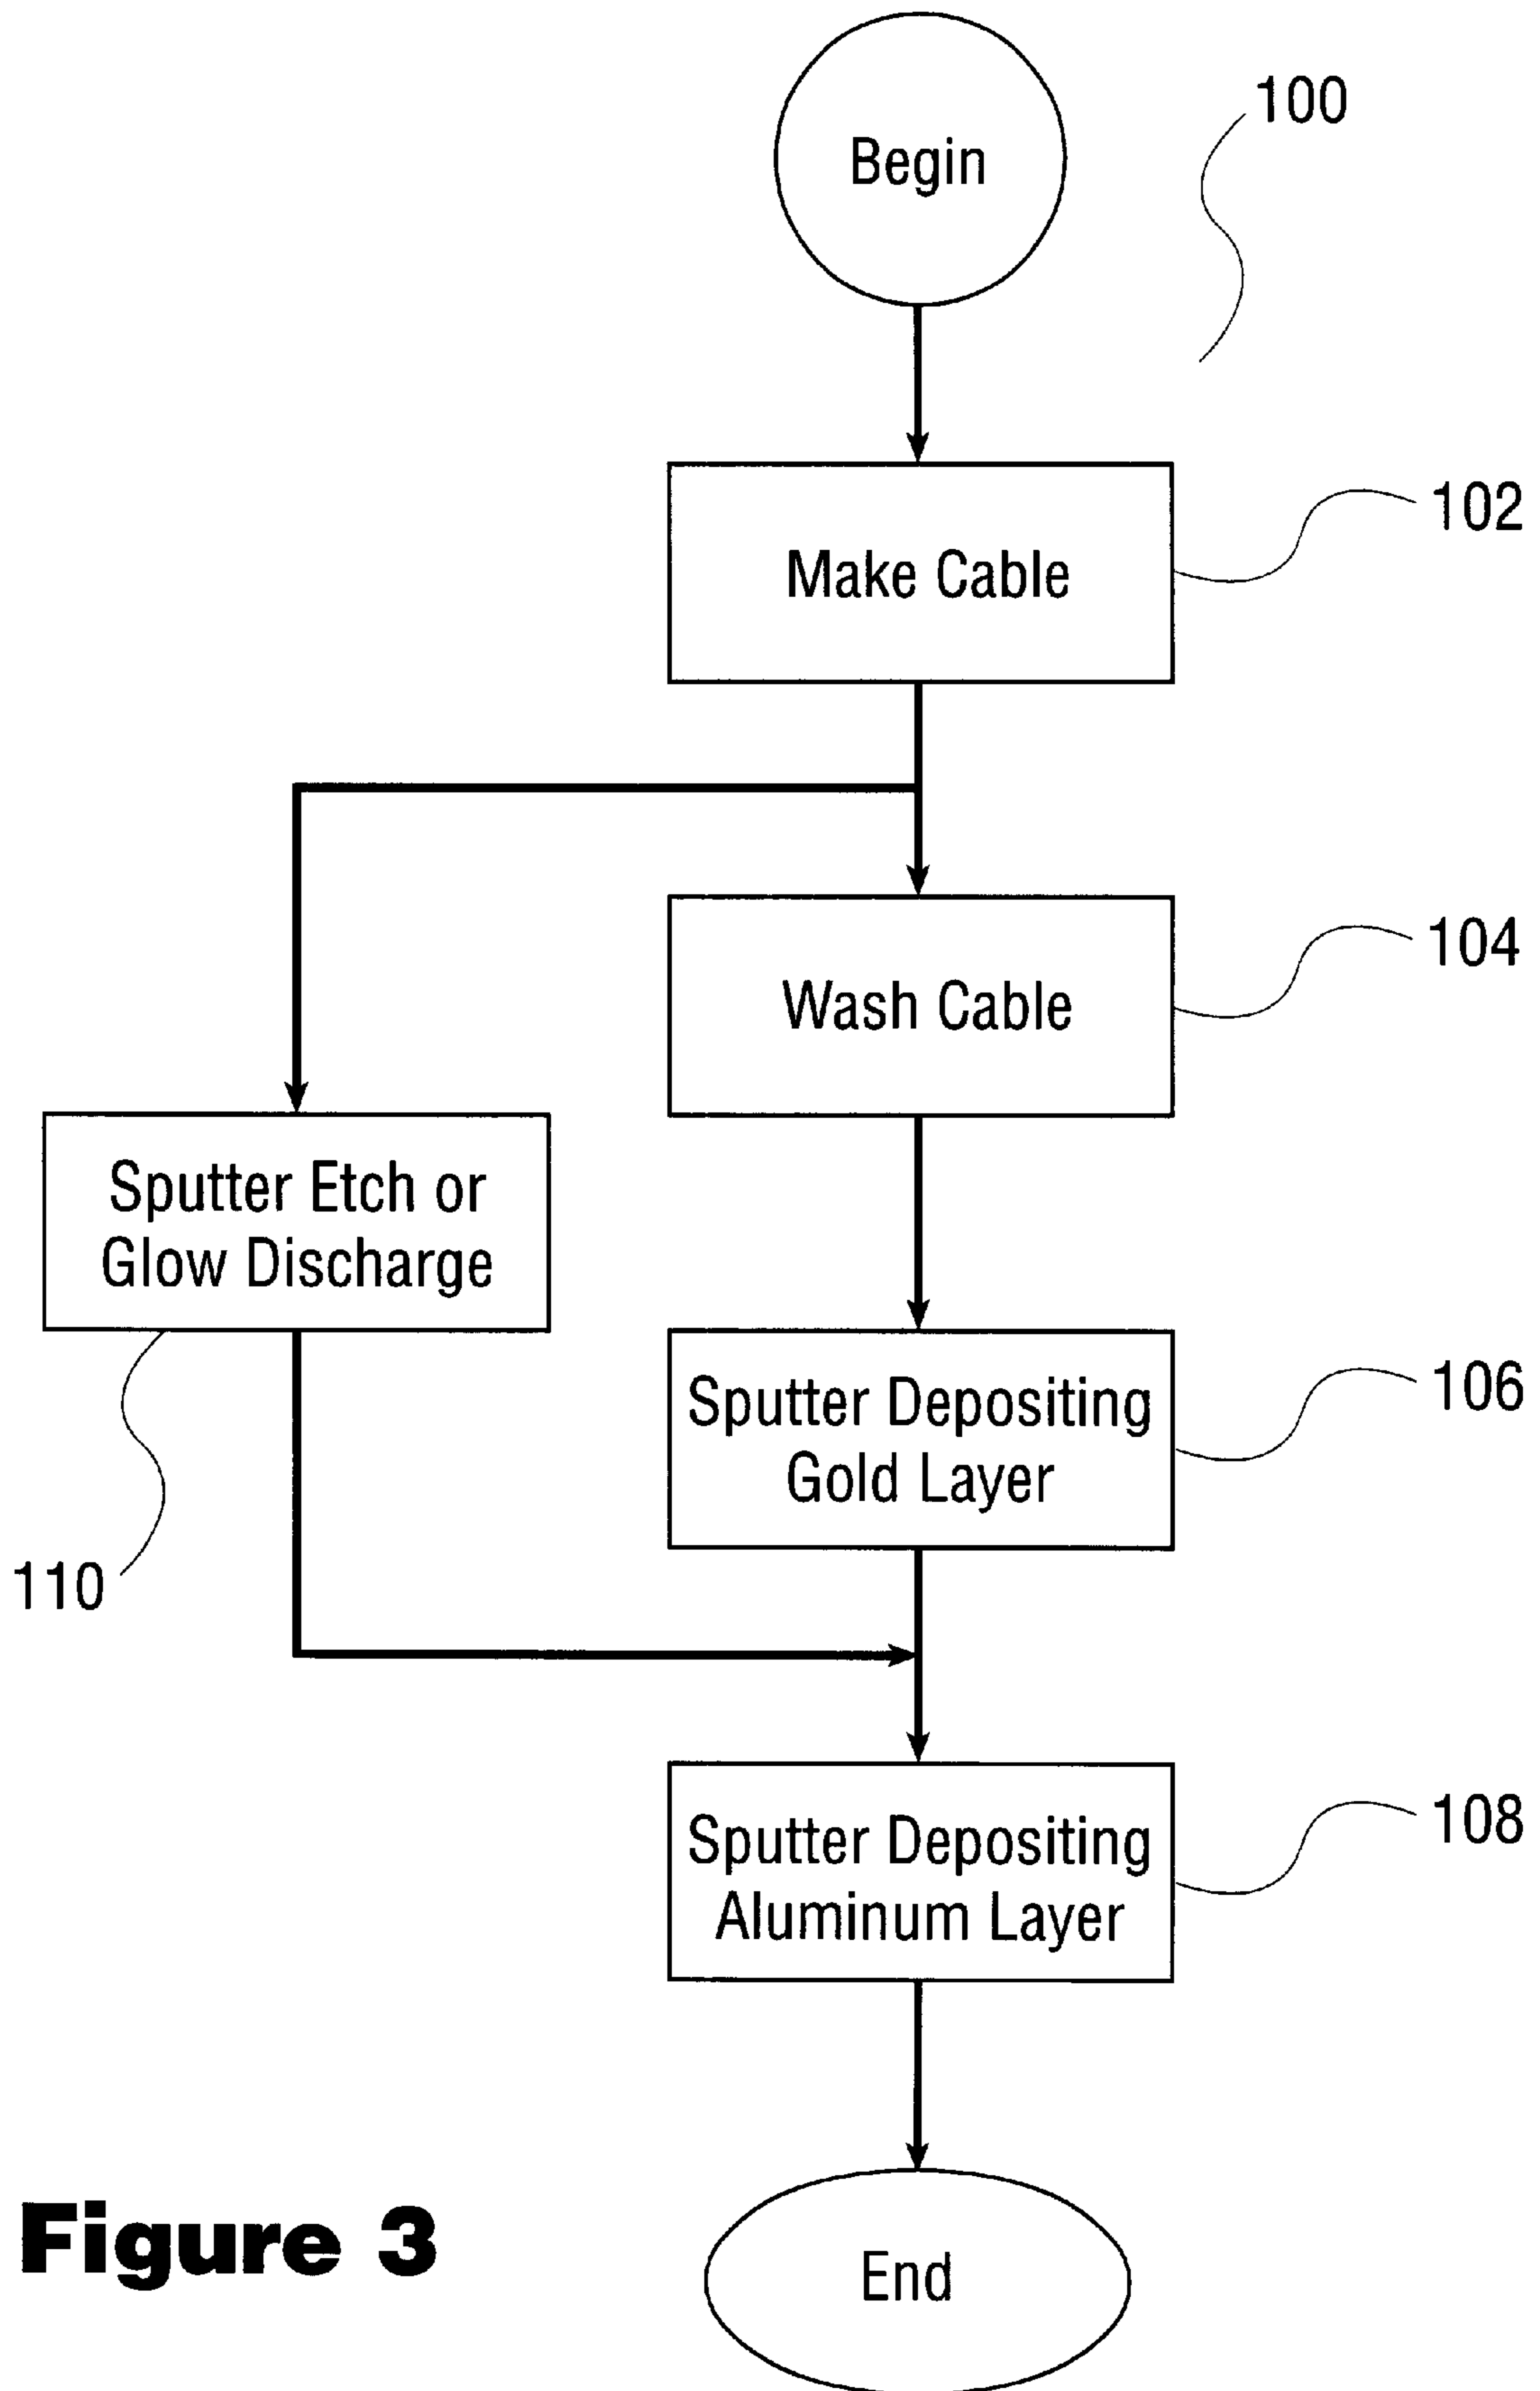 Begin
100
Make Cable
102
Wash Cable
104
Sputter Etch or
Glow Discharge
110
Sputter Depositing
Gold Layer
106
Sputter Depositing
Aluminum Layer
108
End
Figure 3